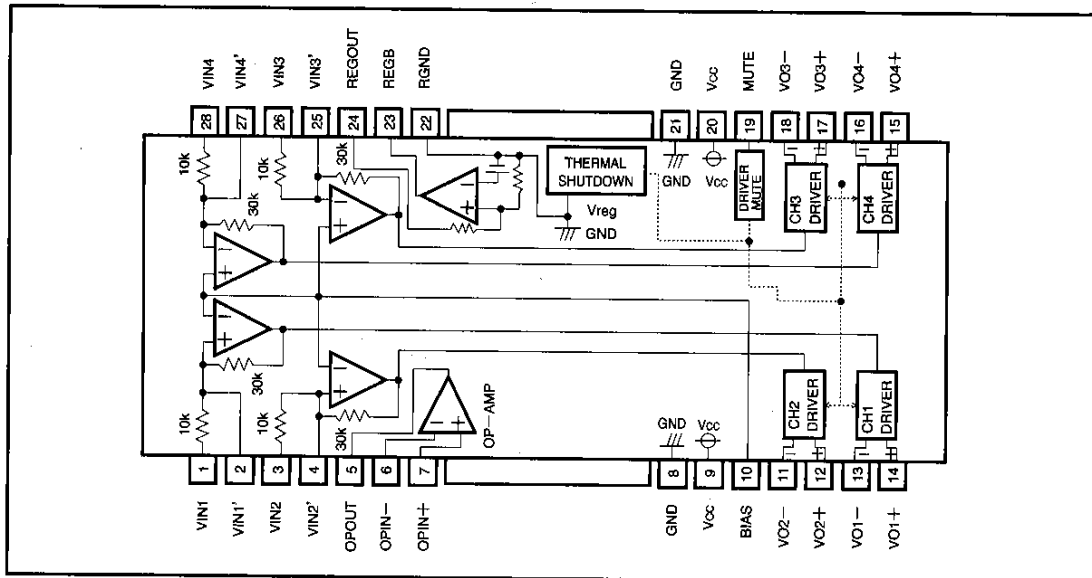 VIN4
VIN4'
VIN3
VIN3'
REGOUT
REGB
RGND
GND
Vcc
MUTE
VO3−
VO3+
VO4−
VO4+
28
27
26
25
24
23
22
21
20
19
18
17
16
15
10k
10k
30k
30k
THERMAL
SHUTDOWN
Vreg
GND
GND
Vcc
DRIVER
MUTE
CH3
DRIVER
CH4
DRIVER
− + − +
− +
− +
− +
− +
− +
− +
30k
10k
10k
30k
OP−AMP
GND
Vcc
CH2
DRIVER
CH1
DRIVER
− + − +
1
2
3
4
5
6
7
8
9
10
11
12
13
14
VIN1
VIN1'
VIN2
VIN2'
OPOUT
OPIN−
OPIN+
GND
Vcc
BIAS
VO2−
VO2+
VO1−
VO1+